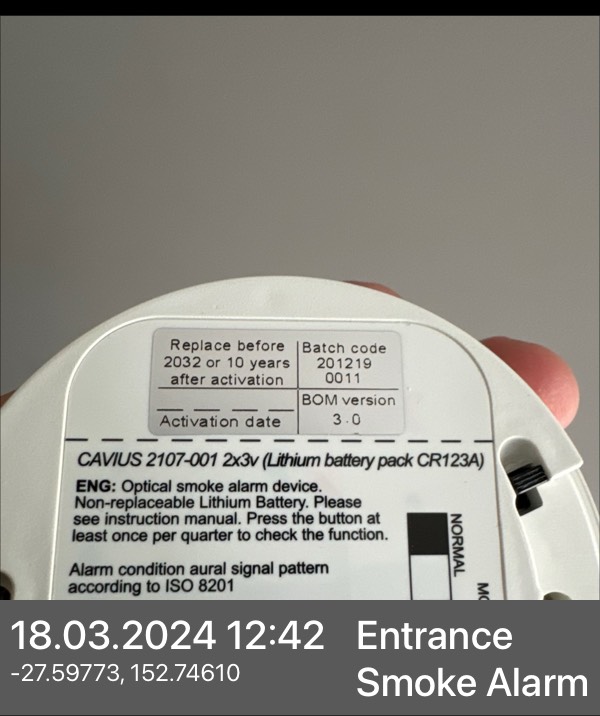 Replace before
2032 or 10 years
after activation
Activation date
Batch code
201219
0011
BOM version
3.0
CAVIUS 2107-001 2x3v (Lithium battery pack CR123A)
ENG: Optical smoke alarm device.
Non-replaceable Lithium Battery. Please
see instruction manual. Press the button at
least once per quarter to check the function.
Alarm condition aural signal pattern
according to ISO 8201
NORMAL
18.03.2024 12:42
-27.59773, 152.74610
Entrance
Smoke Alarm